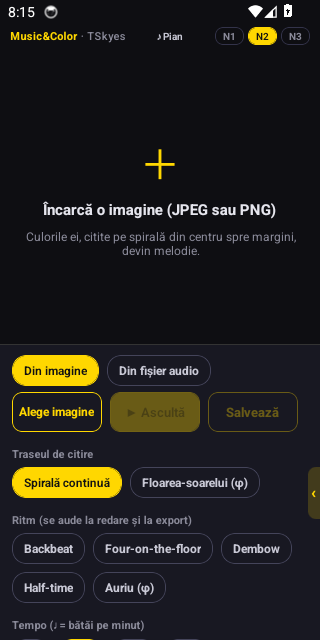 8:15
Music&Color · TSkyes ♪Pian N1 N2 N3
Încarcă o imagine (JPEG sau PNG)
Culorile ei, citite pe spirală din centru spre margini,
devin melodie.
Din imagine Din fișier audio
Alege imagine ► Ascultă Salvează
Traseul de citire
Spirală continuă Floarea-soarelui (φ)
Ritm (se aude la redare și la export)
Backbeat Four-on-the-floor Dembow
Half-time Auriu (φ)
Tempo (♩ = bătăi pe minut)